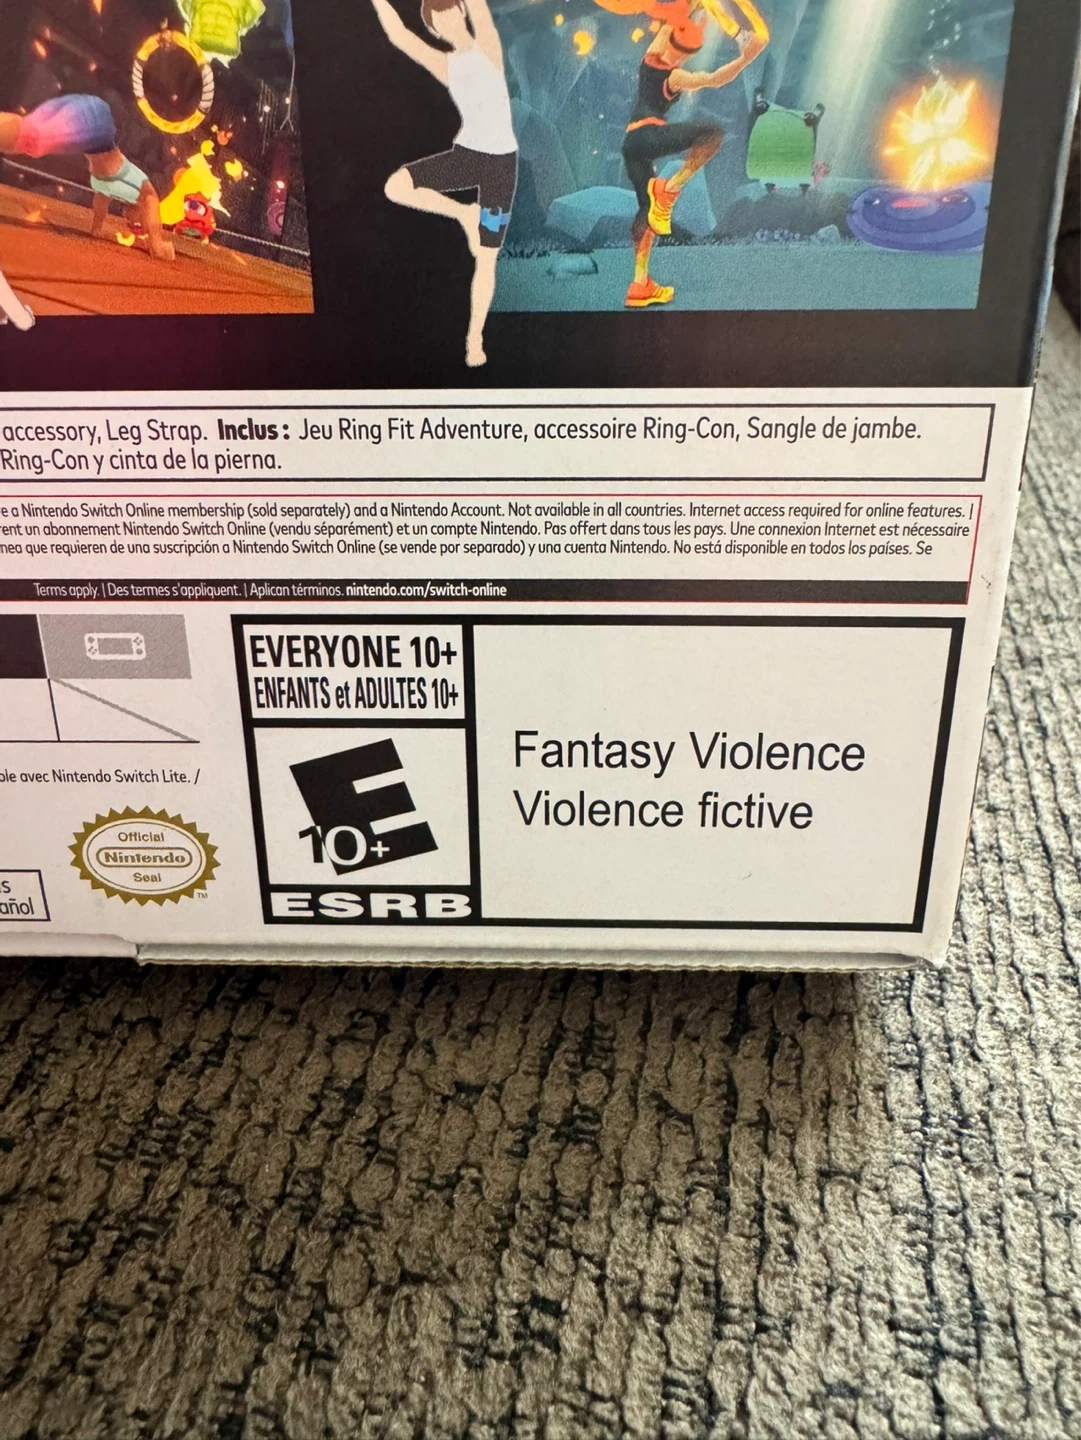 accessory, Leg Strap. Inclus : Jeu Ring Fit Adventure, accessoire Ring-Con, Sangle de jambe.
Ring-Con y cinta de la pierna.
e a Nintendo Switch Online membership (sold separately) and a Nintendo Account. Not available in all countries. Internet access required for online features. |
rent un abonnement Nintendo Switch Online (vendu séparément) et un compte Nintendo. Pas offert dans tous les pays. Une connexion Internet est nécessaire
nea que requieren de una suscripción a Nintendo Switch Online (se vende por separado) y una cuenta Nintendo. No está disponible en todos los países. Se
Terms apply. | Des termes s'appliquent. | Aplican términos. nintendo.com/switch-online
EVERYONE 10+
ENFANTS et ADULTES 10+
E
10+
ESRB
Fantasy Violence
Violence fictive
ble avec Nintendo Switch Lite. /
Official
Nintendo
Seal
TM
s
añol